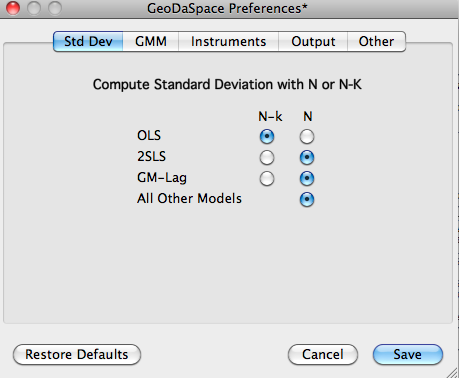 GeoDaSpace Preferences*
Std Dev GMM Instruments Output Other
Compute Standard Deviation with N or N-K
N-k N
OLS
2SLS
GM-Lag
All Other Models
Restore Defaults Cancel Save